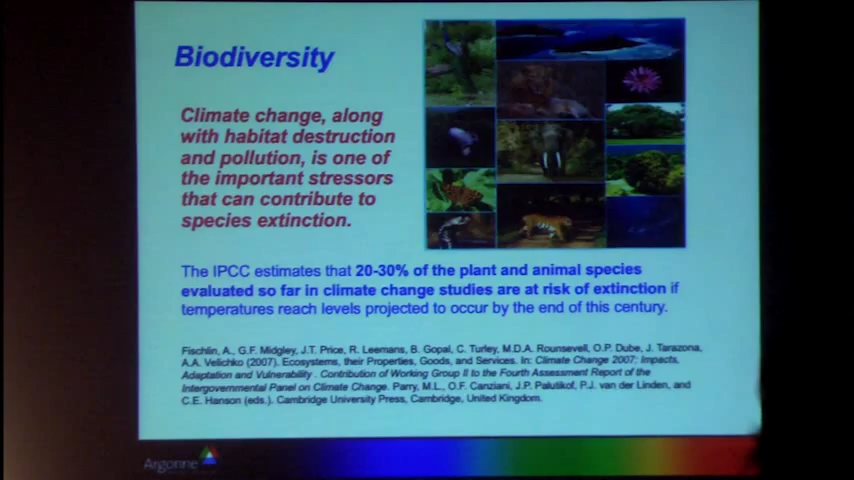 Biodiversity
Climate change, along
with habitat destruction
and pollution, is one of
the important stressors
that can contribute to
species extinction.
The IPCC estimates that 20-30% of the plant and animal species
evaluated so far in climate change studies are at risk of extinction if
temperatures reach levels projected to occur by the end of this century.
Fischlin, A., G.F. Midgley, J.T. Price, R. Leemans, B. Gopal, C. Turley, M.D.A. Rounsevell, O.P. Dube, J. Tarazona,
A.A. Velichko (2007). Ecosystems, their Properties, Goods, and Services. In: Climate Change 2007: Impacts,
Adaptation and Vulnerability . Contribution of Working Group II to the Fourth Assessment Report of the
Intergovernmental Panel on Climate Change. Parry, M.L., O.F. Canziani, J.P. Palutikof, P.J. van der Linden, and
C.E. Hanson (eds.). Cambridge University Press, Cambridge, United Kingdom.
Argonne